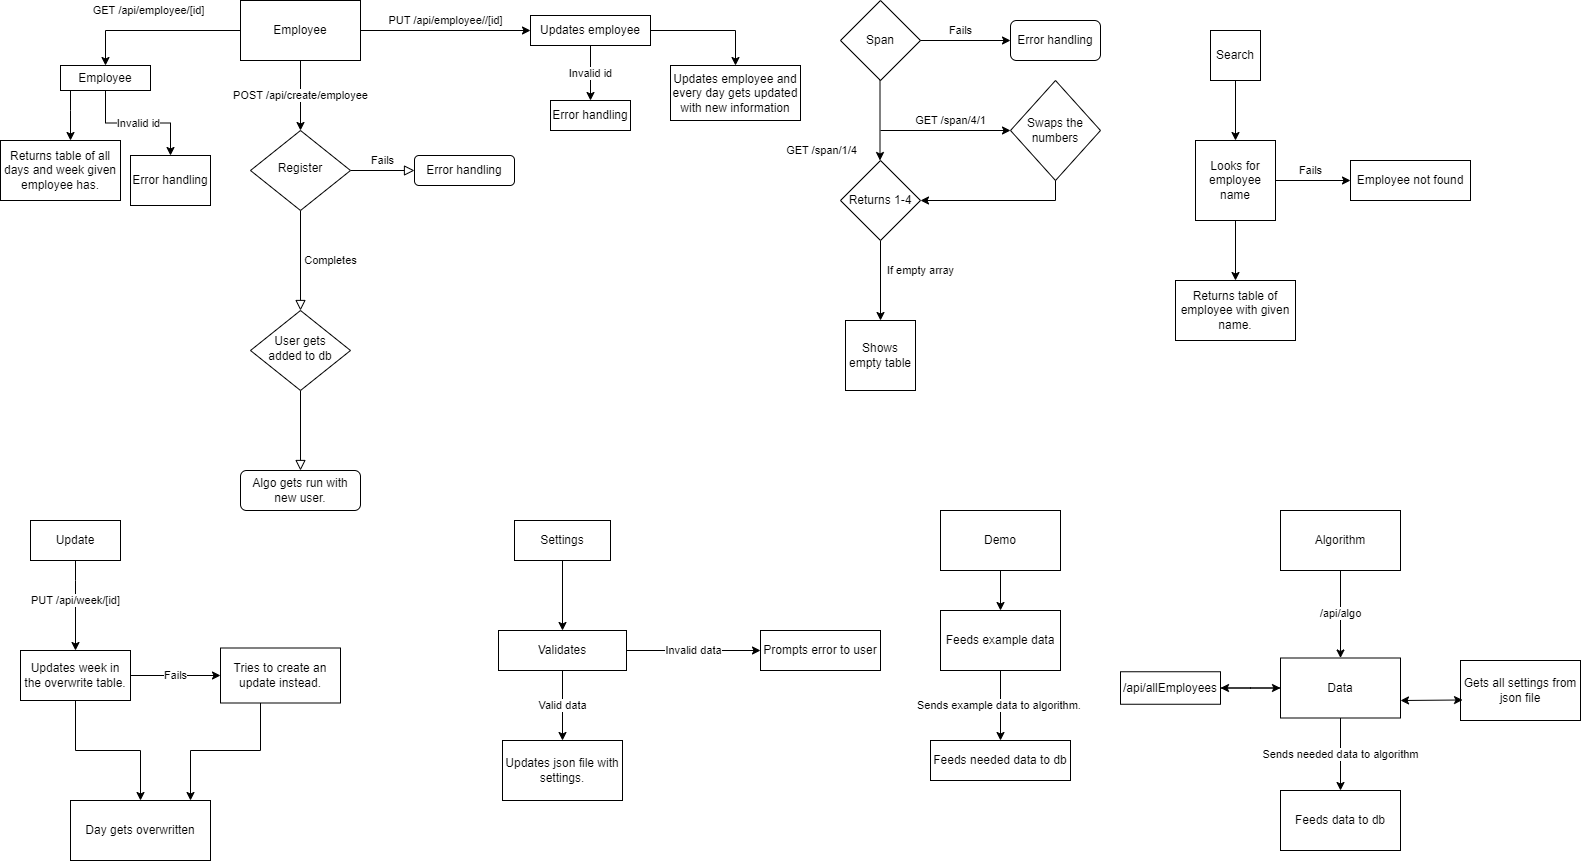 GET /api/employee/[id]
Employee
PUT /api/employee//[id]
Updates employee
Employee
Invalid id
Returns table of all
days and week given
employee has.
Error handling
POST /api/create/employee
Register
Fails
Error handling
Completes
User gets
added to db
Algo gets run with
new user.
Invalid id
Error handling
Updates employee and
every day gets updated
with new information
Span
Fails
Error handling
GET /span/4/1
Swaps the
numbers
GET /span/1/4
Returns 1-4
If empty array
Shows
empty table
Search
Looks for
employee
name
Fails
Employee not found
Returns table of
employee with given
name.
Update
PUT /api/week/[id]
Updates week in
the overwrite table.
Fails
Tries to create an
update instead.
Day gets overwritten
Settings
Validates
Invalid data
Prompts error to user
Valid data
Updates json file with
settings.
Demo
Feeds example data
Sends example data to algorithm.
Feeds needed data to db
Algorithm
/api/algo
/api/allEmployees
Data
Gets all settings from
json file
Sends needed data to algorithm
Feeds data to db